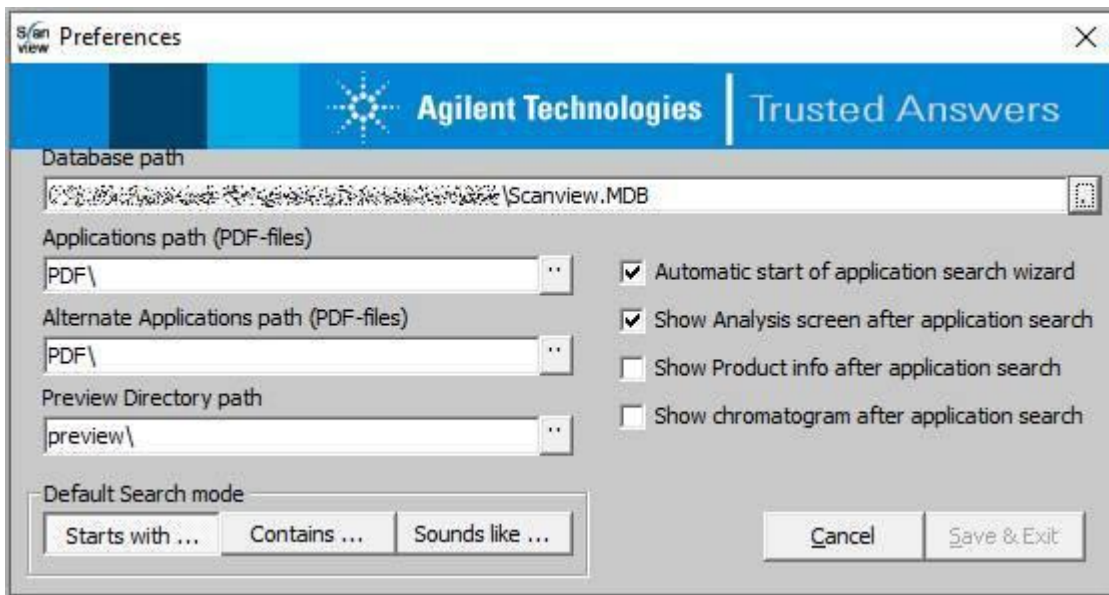 Scan
view Preferences
Agilent Technologies Trusted Answers
Database path
\Scanview.MDB
Applications path (PDF-files)
PDF\
Alternate Applications path (PDF-files)
PDF\
Preview Directory path
preview\
Automatic start of application search wizard
Show Analysis screen after application search
Show Product info after application search
Show chromatogram after application search
Default Search mode
Starts with ... Contains ... Sounds like ...
Cancel Save & Exit